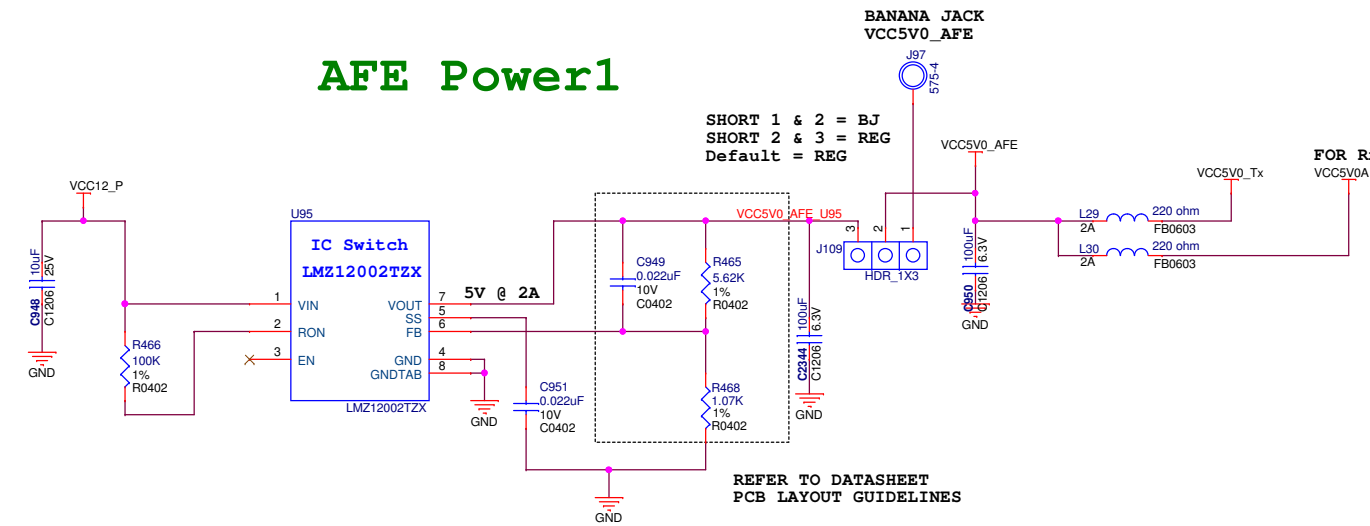 BANANA JACK
VCC5V0_AFE
J97
575-4
AFE Power1
SHORT 1 & 2 = BJ
SHORT 2 & 3 = REG
Default = REG
VCC5V0_AFE
FOR
VCC5V0_Tx
VCC5V0A
VCC12_P
10uF
25V
C948
C1206
GND
R466
100K
1%
R0402
U95
IC Switch
LMZ12002TZX
1 VIN
2 RON
3 EN
VOUT 7
SS 5
FB 6
GND 4
GNDTAB 8
LMZ12002TZX
5V @ 2A
GND
C951
0.022uF
10V
C0402
C949
0.022uF
10V
C0402
R465
5.62K
1%
R0402
R468
1.07K
1%
R0402
GND
VCC5V0_AFE_U95
100uF
6.3V
C2344
C1206
GND
3
2
1
J109
HDR_1X3
100uF
6.3V
C950
C1206
GND
L29
2A
220 ohm
FB0603
L30
2A
220 ohm
FB0603
REFER TO DATASHEET
PCB LAYOUT GUIDELINES